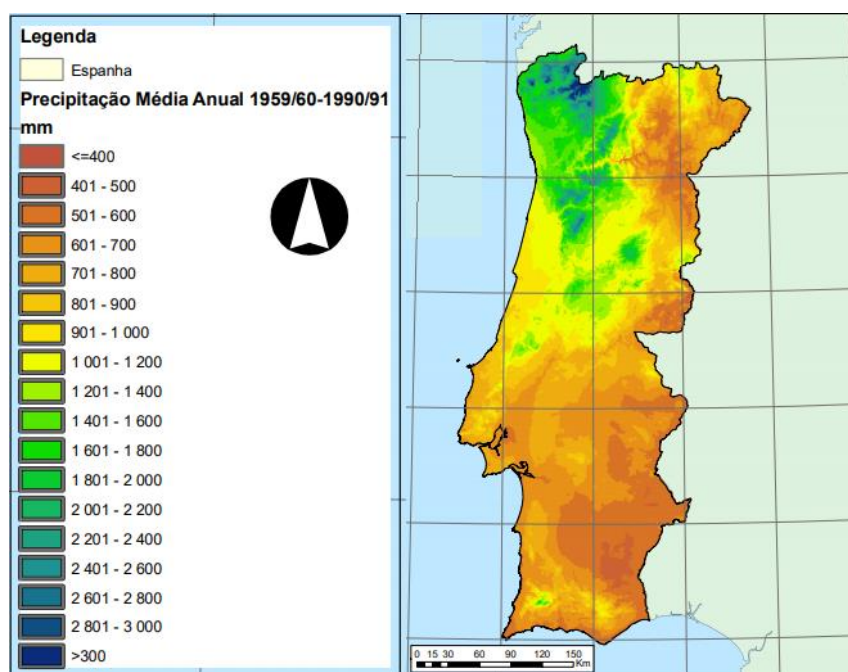 Legenda
Espanha
Precipitação Média Anual 1959/60-1990/91
mm
<=400
401 - 500
501 - 600
601 - 700
701 - 800
801 - 900
901 - 1 000
1 001 - 1 200
1 201 - 1 400
1 401 - 1 600
1 601 - 1 800
1 801 - 2 000
2 001 - 2 200
2 201 - 2 400
2 401 - 2 600
2 601 - 2 800
2 801 - 3 000
>300
0 15 30 60 90 120 150
Km